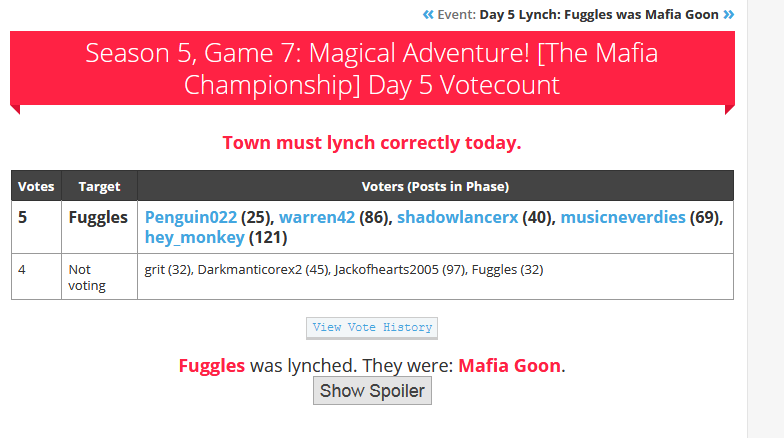 « Event: Day 5 Lynch: Fuggles was Mafia Goon »
Season 5, Game 7: Magical Adventure! [The Mafia
Championship] Day 5 Votecount
Town must lynch correctly today.
Votes Target Voters (Posts in Phase)
5 Fuggles Penguin022 (25), warren42 (86), shadowlancerx (40), musicneverdies (69),
hey_monkey (121)
4 Not voting grit (32), Darkmanticorex2 (45), Jackofhearts2005 (97), Fuggles (32)
View Vote History
Fuggles was lynched. They were: Mafia Goon.
Show Spoiler